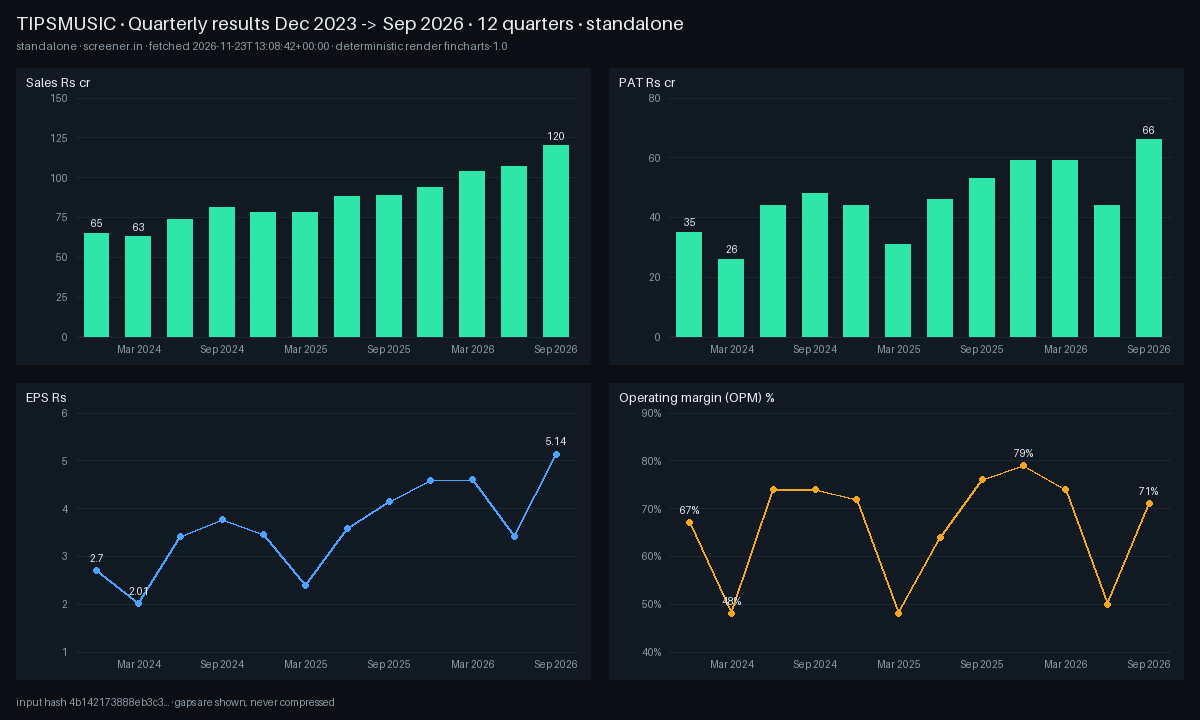 TIPSMUSIC · Quarterly results Dec 2023 -> Sep 2026 · 12 quarters · standalone
standalone · screener.in · fetched 2026-11-23T13:08:42+00:00 · deterministic render fincharts-1.0
Sales Rs cr
150
125
100
75
50
25
0
65
63
120
Mar 2024
Sep 2024
Mar 2025
Sep 2025
Mar 2026
Sep 2026
PAT Rs cr
80
60
40
20
0
35
26
66
Mar 2024
Sep 2024
Mar 2025
Sep 2025
Mar 2026
Sep 2026
EPS Rs
6
5
4
3
2
1
2.7
2.01
5.14
Mar 2024
Sep 2024
Mar 2025
Sep 2025
Mar 2026
Sep 2026
Operating margin (OPM) %
90%
80%
70%
60%
50%
40%
67%
48%
79%
71%
Mar 2024
Sep 2024
Mar 2025
Sep 2025
Mar 2026
Sep 2026
input hash 4b142173888eb3c3… · gaps are shown, never compressed